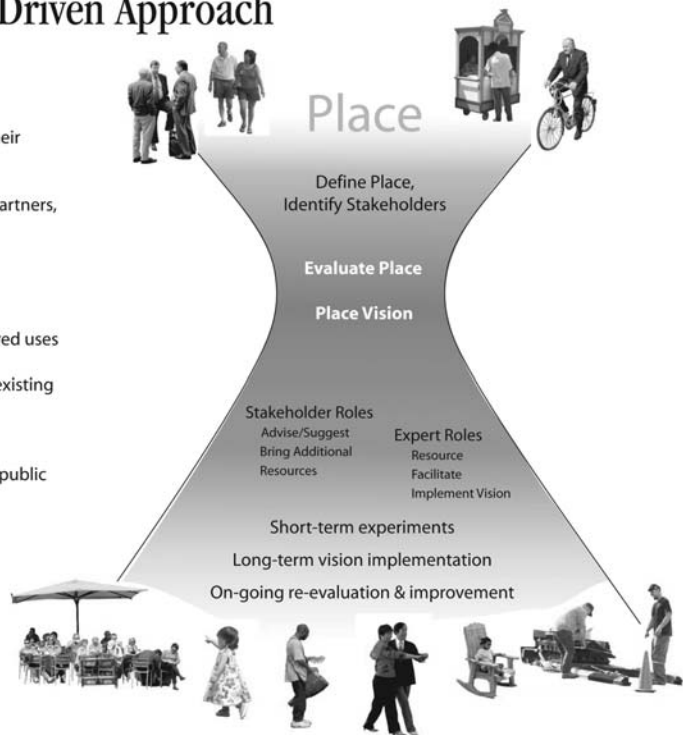 Driven Approach
eir
artners,
red uses
existing
public
Place
Define Place,
Identify Stakeholders
Evaluate Place
Place Vision
Stakeholder Roles
Advise/Suggest
Bring Additional
Resources
Expert Roles
Resource
Facilitate
Implement Vision
Short-term experiments
Long-term vision implementation
On-going re-evaluation & improvement